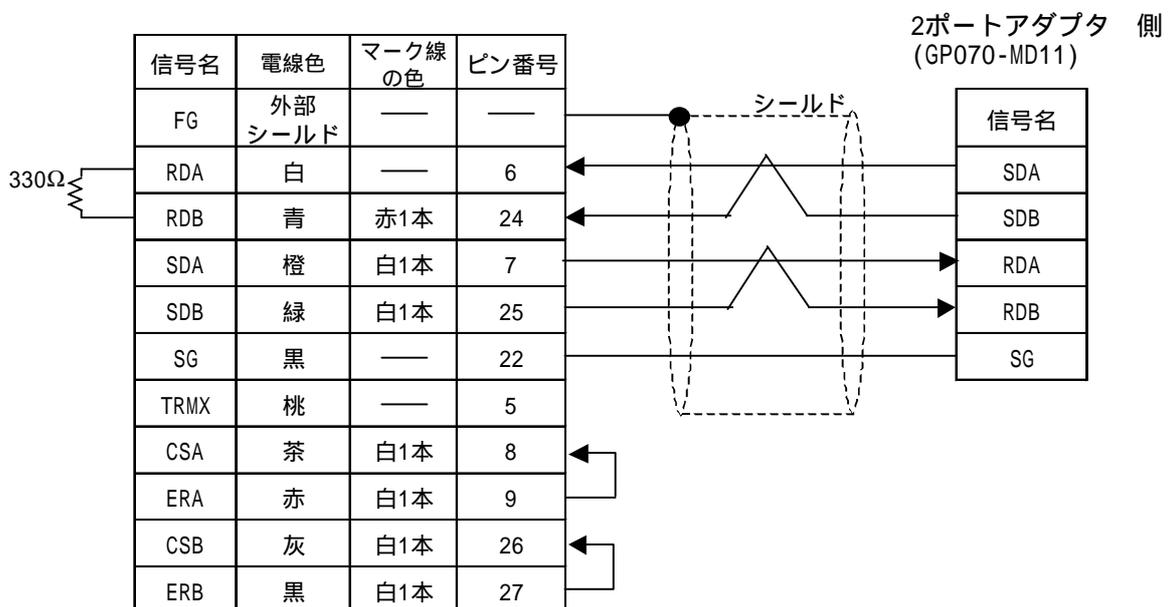 2ポートアダプタ 側
(GP070-MD11)
信号名 電線色 マーク線の色 ピン番号
FG 外部シールド ―― ――
RDA 白 ―― 6
RDB 青 赤1本 24
SDA 橙 白1本 7
SDB 緑 白1本 25
SG 黒 ―― 22
TRMX 桃 ―― 5
CSA 茶 白1本 8
ERA 赤 白1本 9
CSB 灰 白1本 26
ERB 黒 白1本 27
330Ω
シールド
信号名
SDA
SDB
RDA
RDB
SG